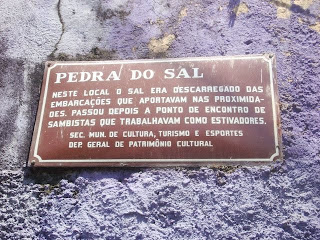 PEDRA DO SAL
NESTE LOCAL O SAL ERA DESCARREGADO DAS
EMBARCAÇÕES QUE APORTAVAM NAS PROXIMIDA-
DES. PASSOU DEPOIS A PONTO DE ENCONTRO DE
SAMBISTAS QUE TRABALHAVAM COMO ESTIVADORES.
SEC. MUN. DE CULTURA, TURISMO E ESPORTES
DEP. GERAL DE PATRIMÔNIO CULTURAL